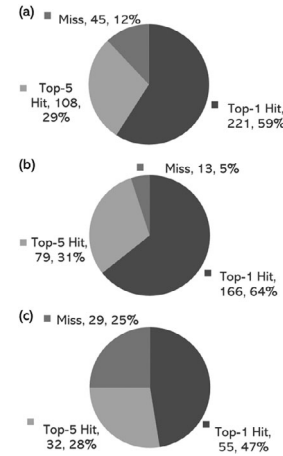 (a)
Miss, 45, 12%
Top-5
Hit, 108,
29%
Top-1 Hit,
221, 59%
(b)
Miss, 13, 5%
Top-5 Hit,
79, 31%
Top-1 Hit,
166, 64%
(c)
Miss, 29, 25%
Top-5 Hit,
32, 28%
Top-1 Hit,
55, 47%